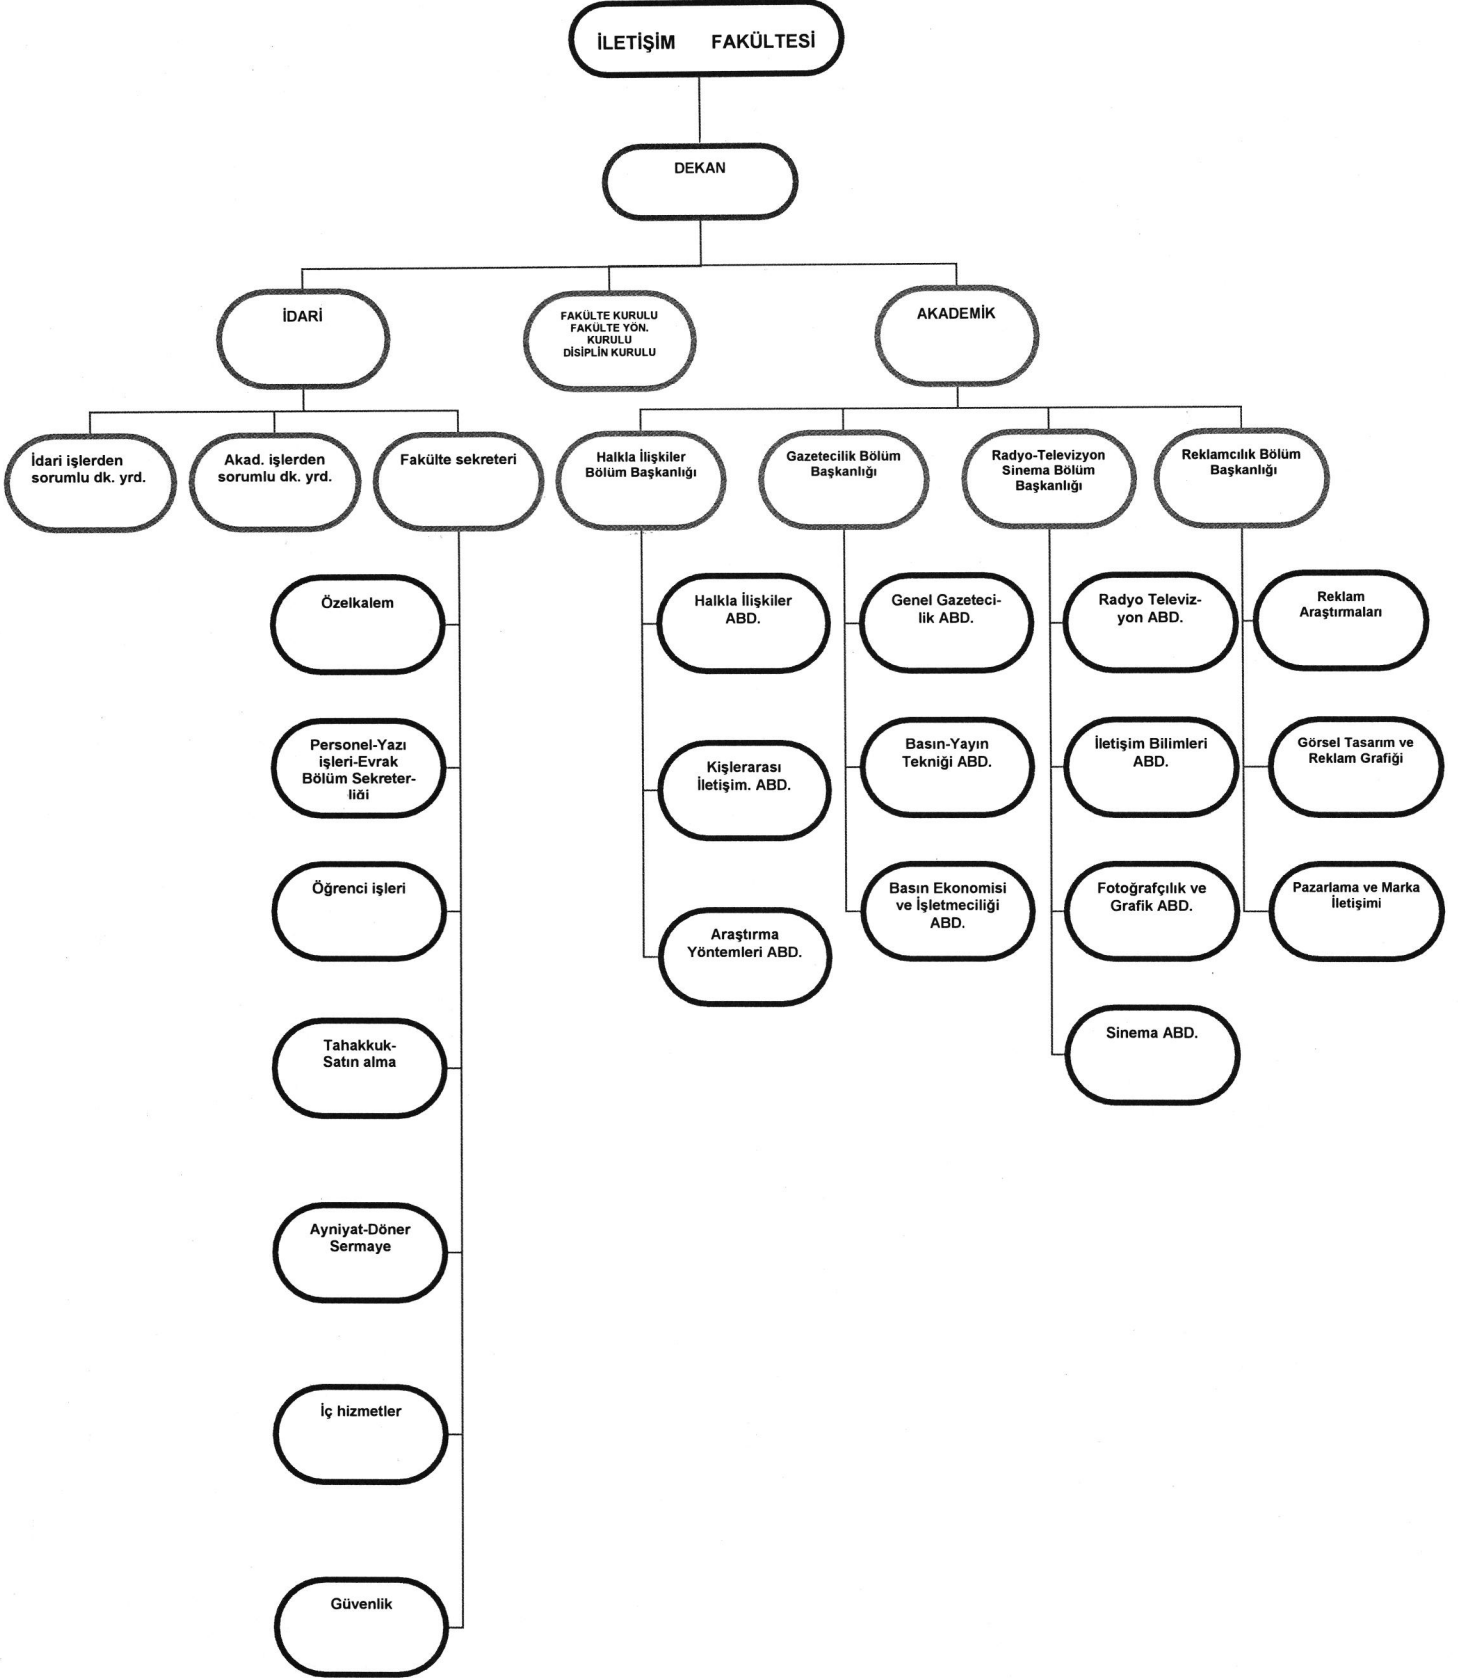 İLETİŞİM FAKÜLTESİ
DEKAN
İDARİ
FAKÜLTE KURULU
FAKÜLTE YÖN.
KURULU
DİSİPLİN KURULU
AKADEMİK
İdari işlerden
sorumlu dk. yrd.
Akad. işlerden
sorumlu dk. yrd.
Fakülte sekreteri
Halkla İlişkiler
Bölüm Başkanlığı
Gazetecilik Bölüm
Başkanlığı
Radyo-Televizyon
Sinema Bölüm
Başkanlığı
Reklamcılık Bölüm
Başkanlığı
Özelkalem
Personel-Yazı
işleri-Evrak
Bölüm Sekreter-
liği
Öğrenci işleri
Tahakkuk-
Satın alma
Ayniyat-Döner
Sermaye
İç hizmetler
Güvenlik
Halkla İlişkiler
ABD.
Kişlerarası
İletişim. ABD.
Araştırma
Yöntemleri ABD.
Genel Gazeteci-
lik ABD.
Basın-Yayın
Tekniği ABD.
Basın Ekonomisi
ve İşletmeciliği
ABD.
Radyo Televiz-
yon ABD.
İletişim Bilimleri
ABD.
Fotoğrafçılık ve
Grafik ABD.
Sinema ABD.
Reklam
Araştırmaları
Görsel Tasarım ve
Reklam Grafiği
Pazarlama ve Marka
İletişimi